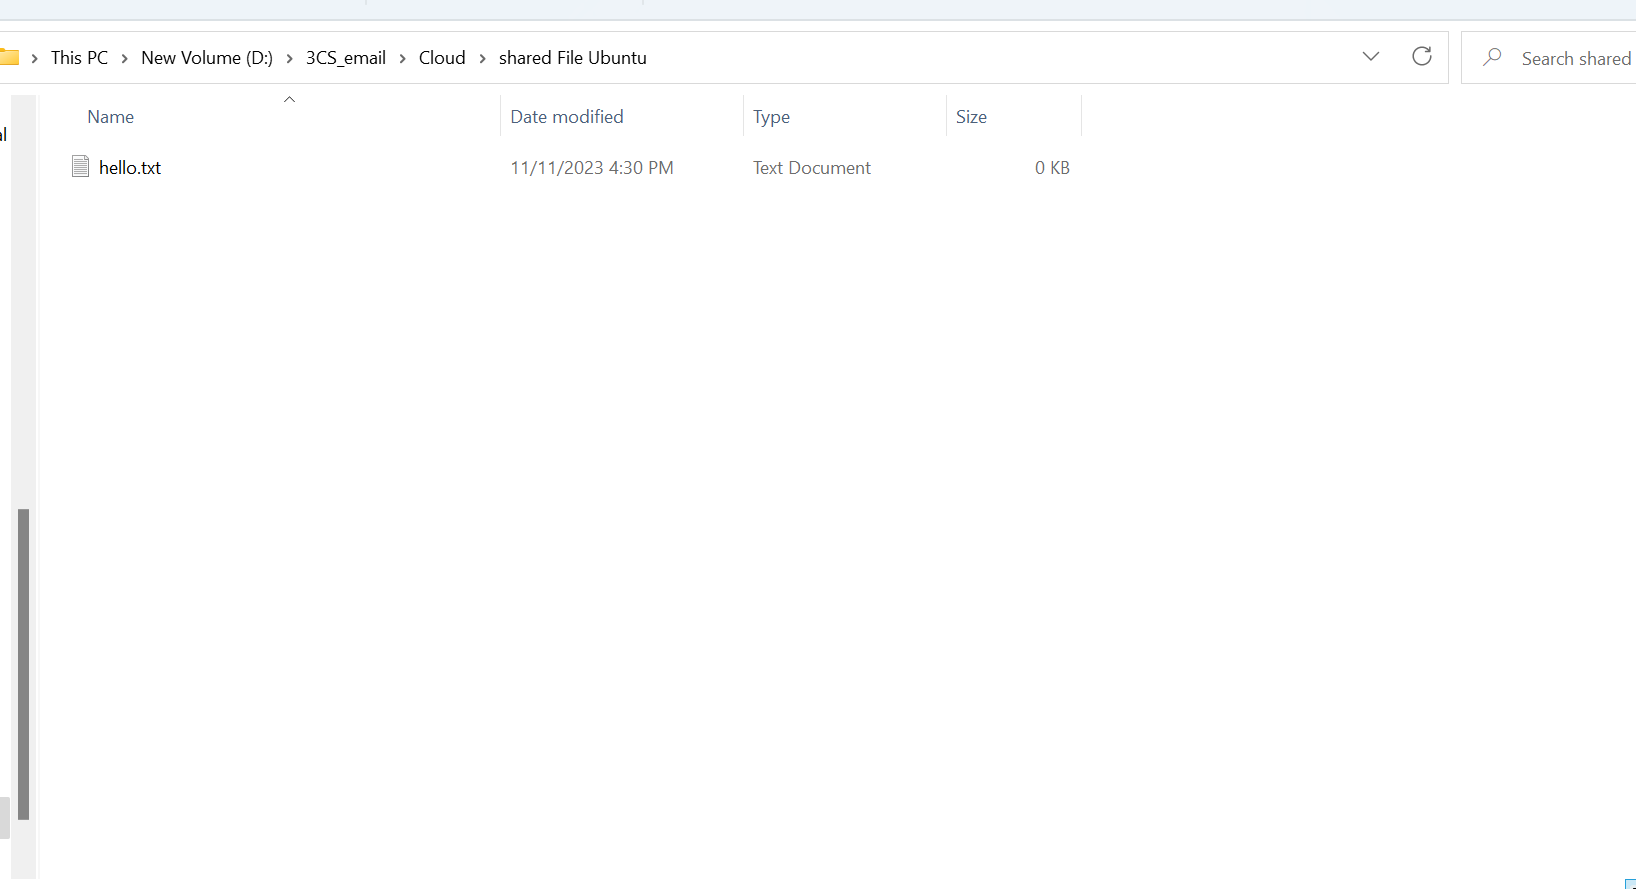 This PC > New Volume (D:) > 3CS_email > Cloud > shared File Ubuntu
Search shared
Name Date modified Type Size
al
hello.txt 11/11/2023 4:30 PM Text Document 0 KB